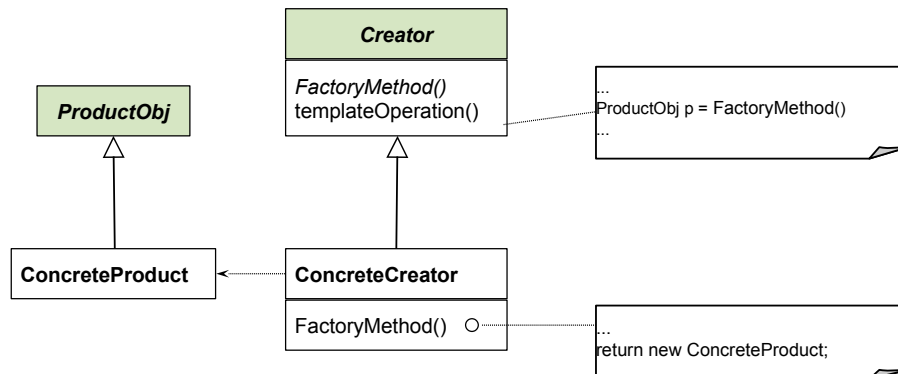 Creator
FactoryMethod()
templateOperation()
...
ProductObj p = FactoryMethod()
...
ProductObj
ConcreteProduct
ConcreteCreator
FactoryMethod()
...
return new ConcreteProduct;